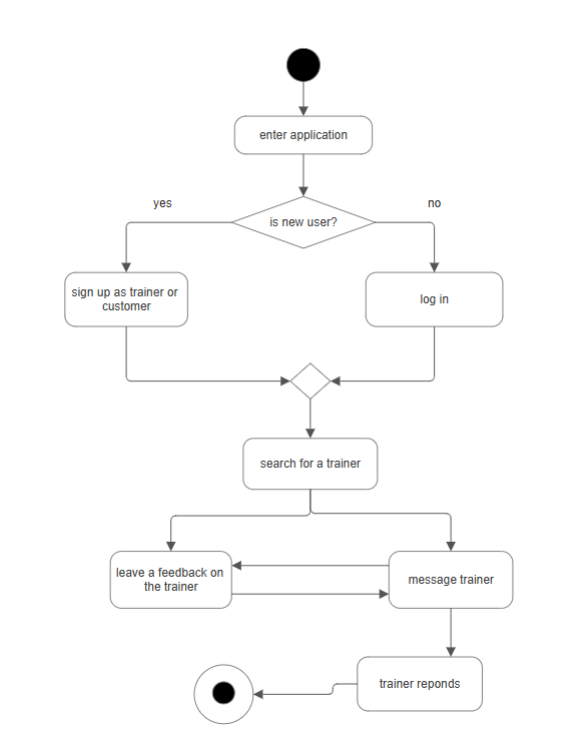 enter application
yes
no
is new user?
sign up as trainer or
customer
log in
search for a trainer
leave a feedback on
the trainer
message trainer
trainer reponds